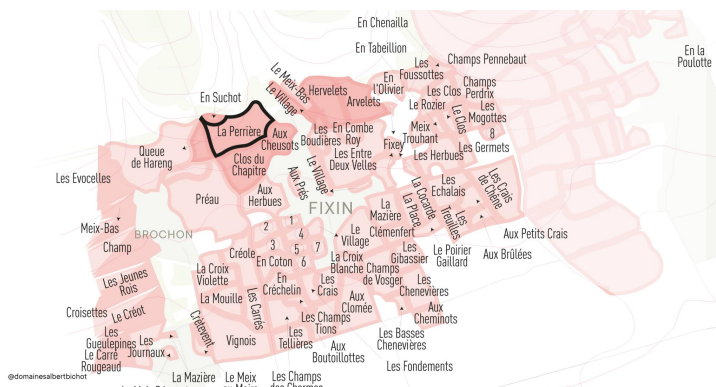 En Chenailla
En Tabeillion
En la
Poulotte
Les
Foussottes
Champs Pennebaut
Le Meix-Bas
Le Village
Hervelets
Arvelets
En
l'Olivier
Les Clos
Champs
Perdrix
En Suchot
Le Rozier
Le Clos
Les
Mogottes
8
La Perrière
Aux
Cheusots
Les
Boudières
En Combe
Roy
Meix
Trouhant
Fixey
Les Germets
Queue
de Hareng
Clos du
Chapitre
Les Entre
Deux Velles
Les Herbues
Les Evocelles
Préau
Aux
Herbues
Aux Prés
Le Village
FIXIN
Les
Echalais
Les Crais
de Chêne
La
Mazière
La Cocarde
La Place
Les
Treuilles
Meix-Bas
BROCHON
Champ
1
2
3
4
5
6
7
Le
Village
Clémenfert
Aux Petits Crais
Créole
En Coton
La Croix
Blanche
Les
Gibassier
Le Poirier
Gaillard
Aux Brûlées
La Croix
Violette
Champs
de Vosger
Les Jeunes
Rois
En
Créchelin
Les
Crais
Les
Chenevières
La Mouille
Les Carrés
Aux
Clomée
Croisettes
Le Créot
Crètevent
Les Champs
Tions
Aux
Cheminots
Les
Gueulepines
Les
Journaux
Vignois
Les
Tellières
Les Basses
Chenevières
Le Carré
Rougeaud
Aux
Boutoillottes
Les Fondements
@domainesalbertbichot
La Mazière
Le Meix
Les Champs
des Charmes